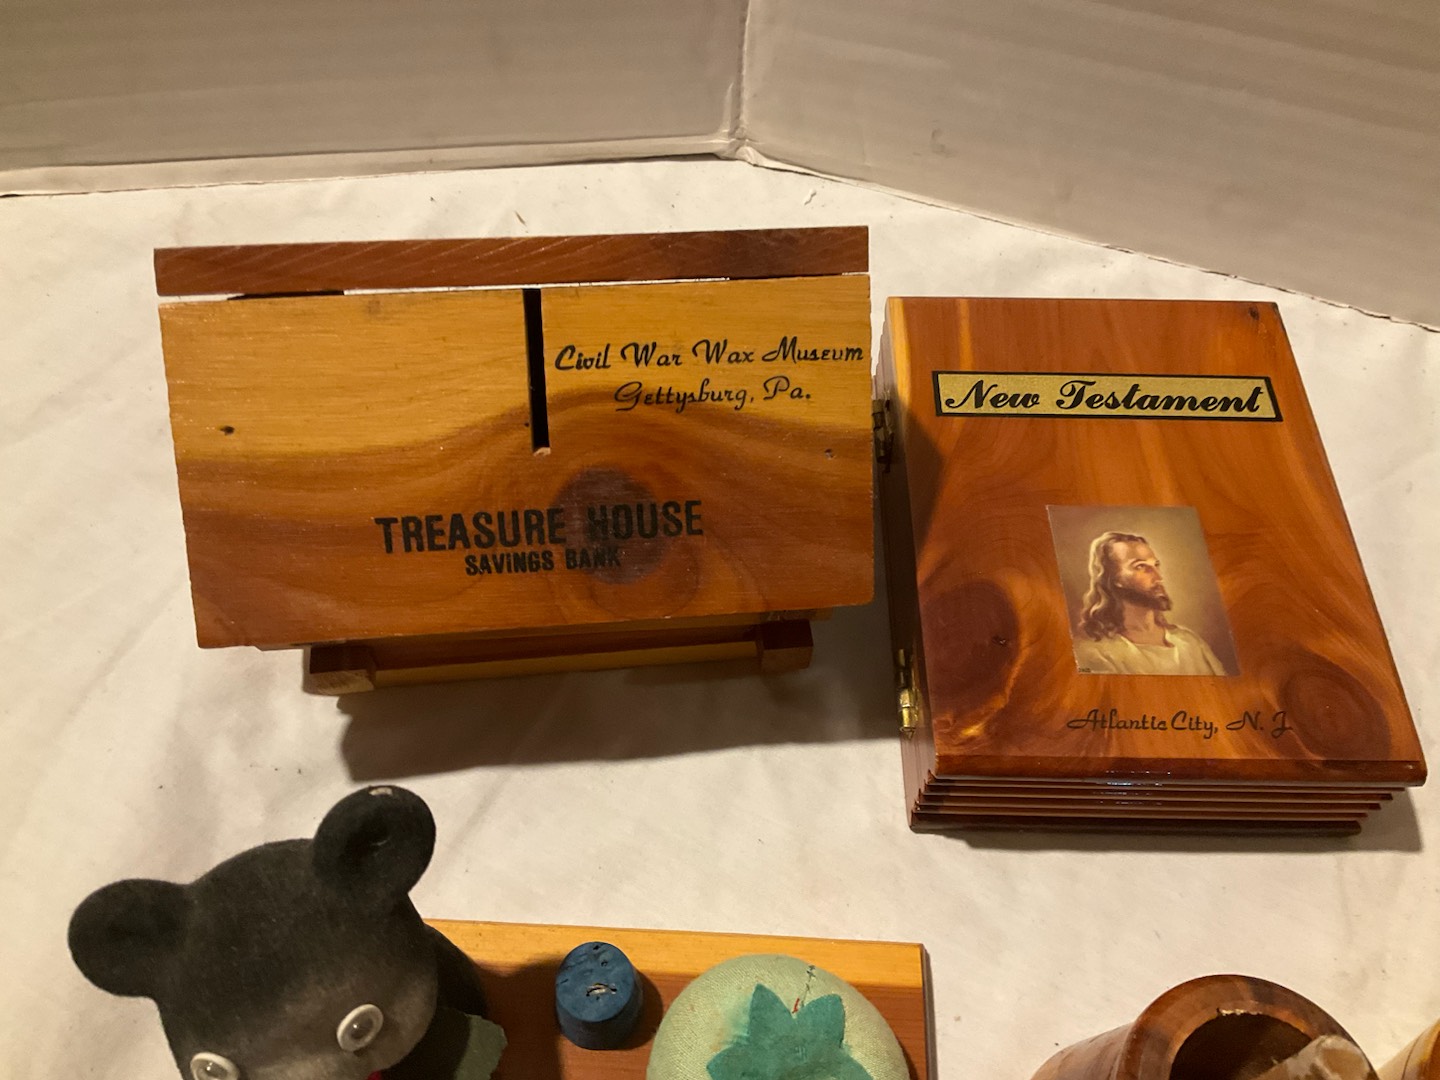 Civil War Wax Museum
Gettysburg, Pa.
TREASURE HOUSE
SAVINGS BANK
New Testament
Atlantic City, N. J